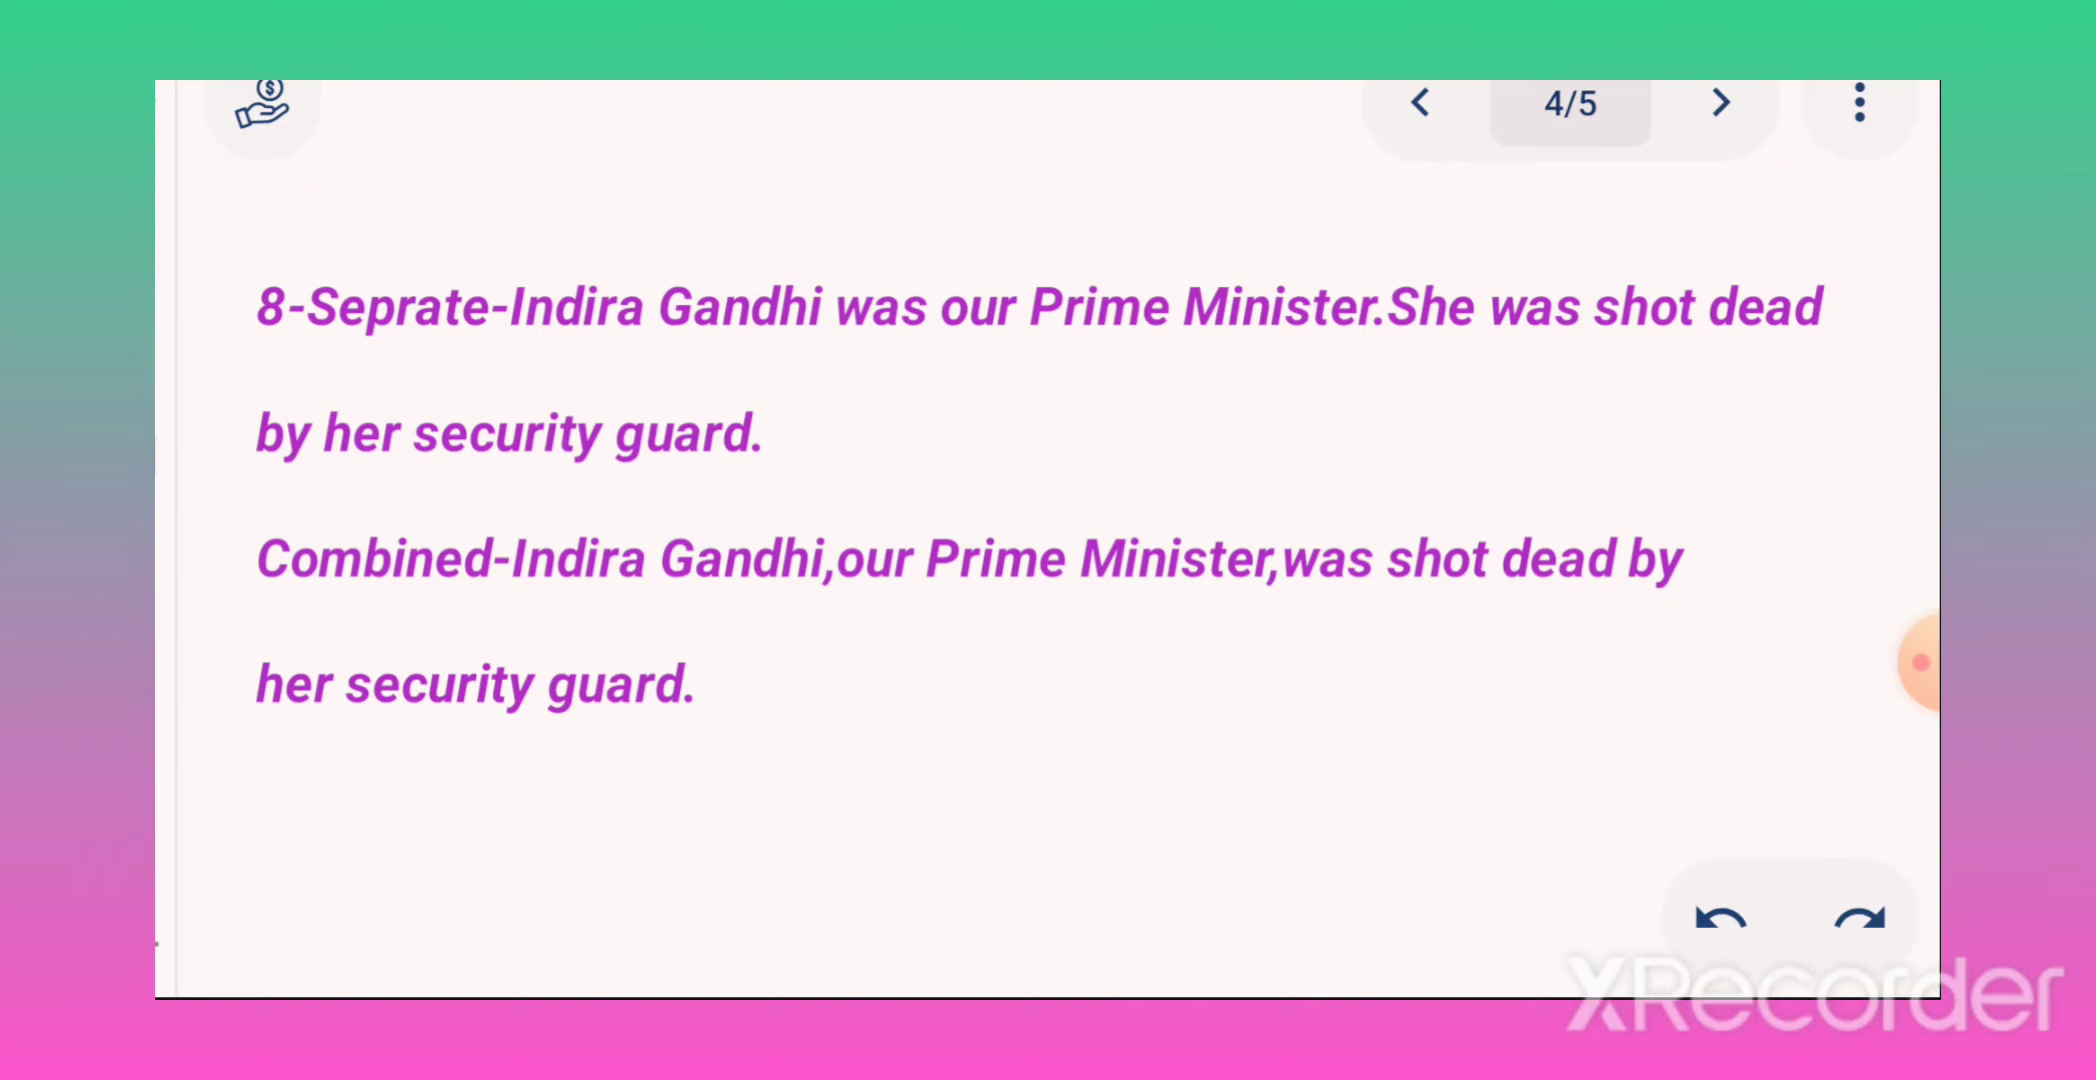 4/5
8-Seprate-Indira Gandhi was our Prime Minister.She was shot dead
by her security guard.
Combined-Indira Gandhi,our Prime Minister,was shot dead by
her security guard.
XRecorder